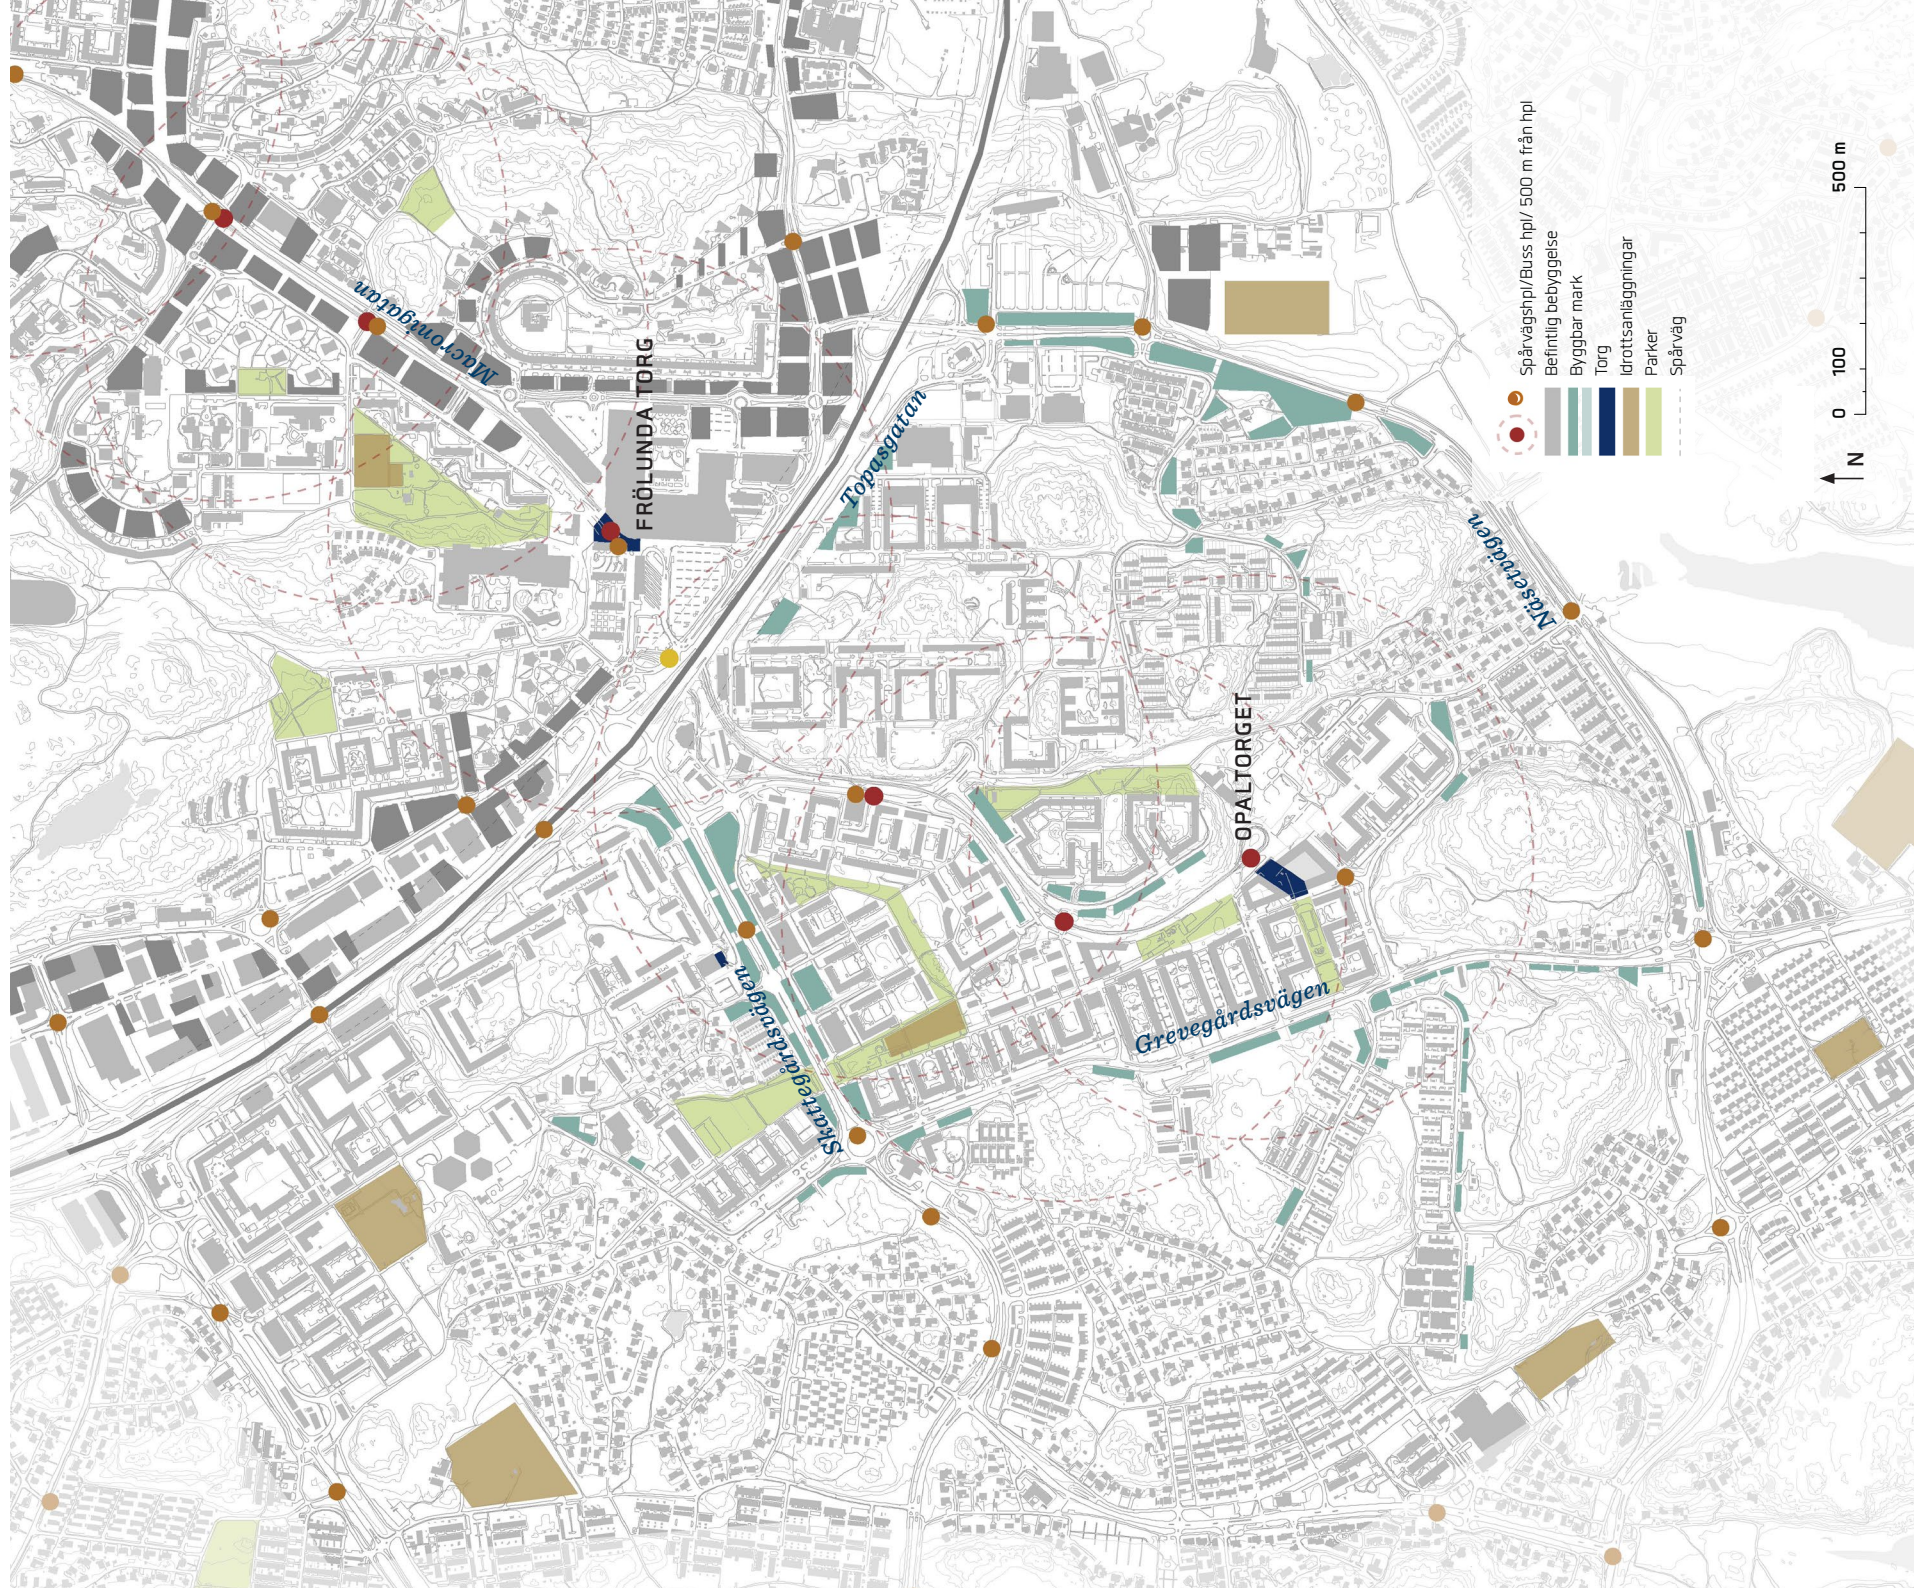 Macronigatan
FRÖLUNDA TORG
Topasgatan
Näsetvägen
OPALTORGET
Skattegårdsvägen
Grevegårdsvägen
Spårvägshpl/Buss hpl/ 500 m från hpl
Befintlig bebyggelse
Byggbar mark
Torg
Idrottsanläggningar
Parker
Spårväg
N
0 100 500 m